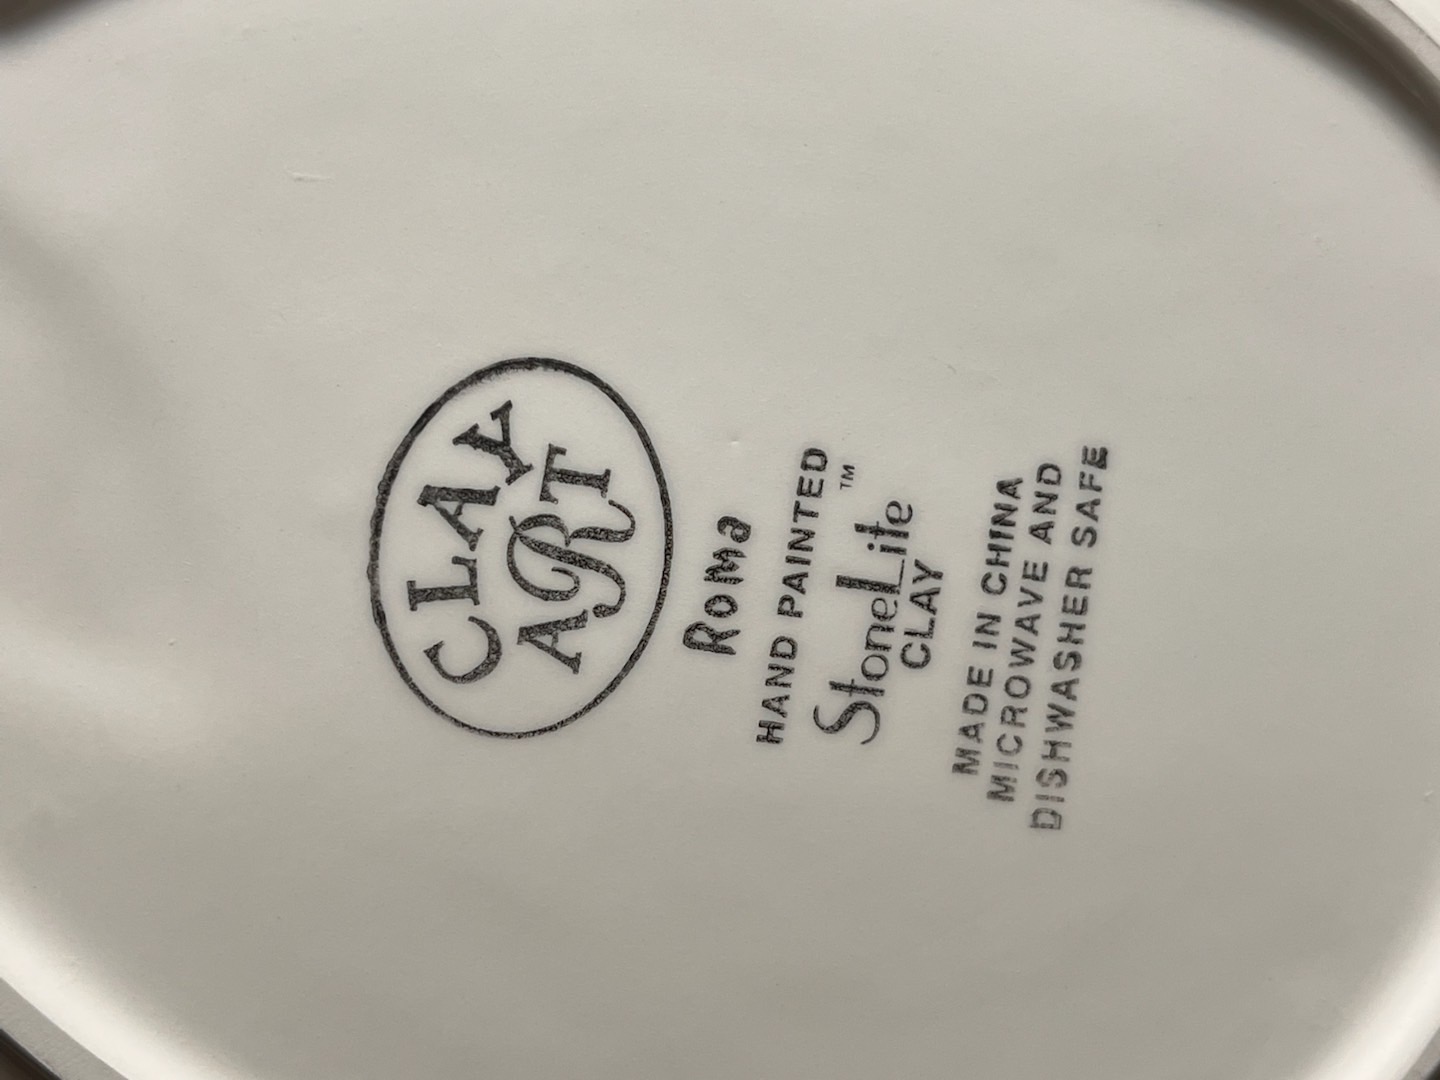 CLAY
ART
Roma
HAND PAINTED
StoneLite™
CLAY
MADE IN CHINA
MICROWAVE AND
DISHWASHER SAFE